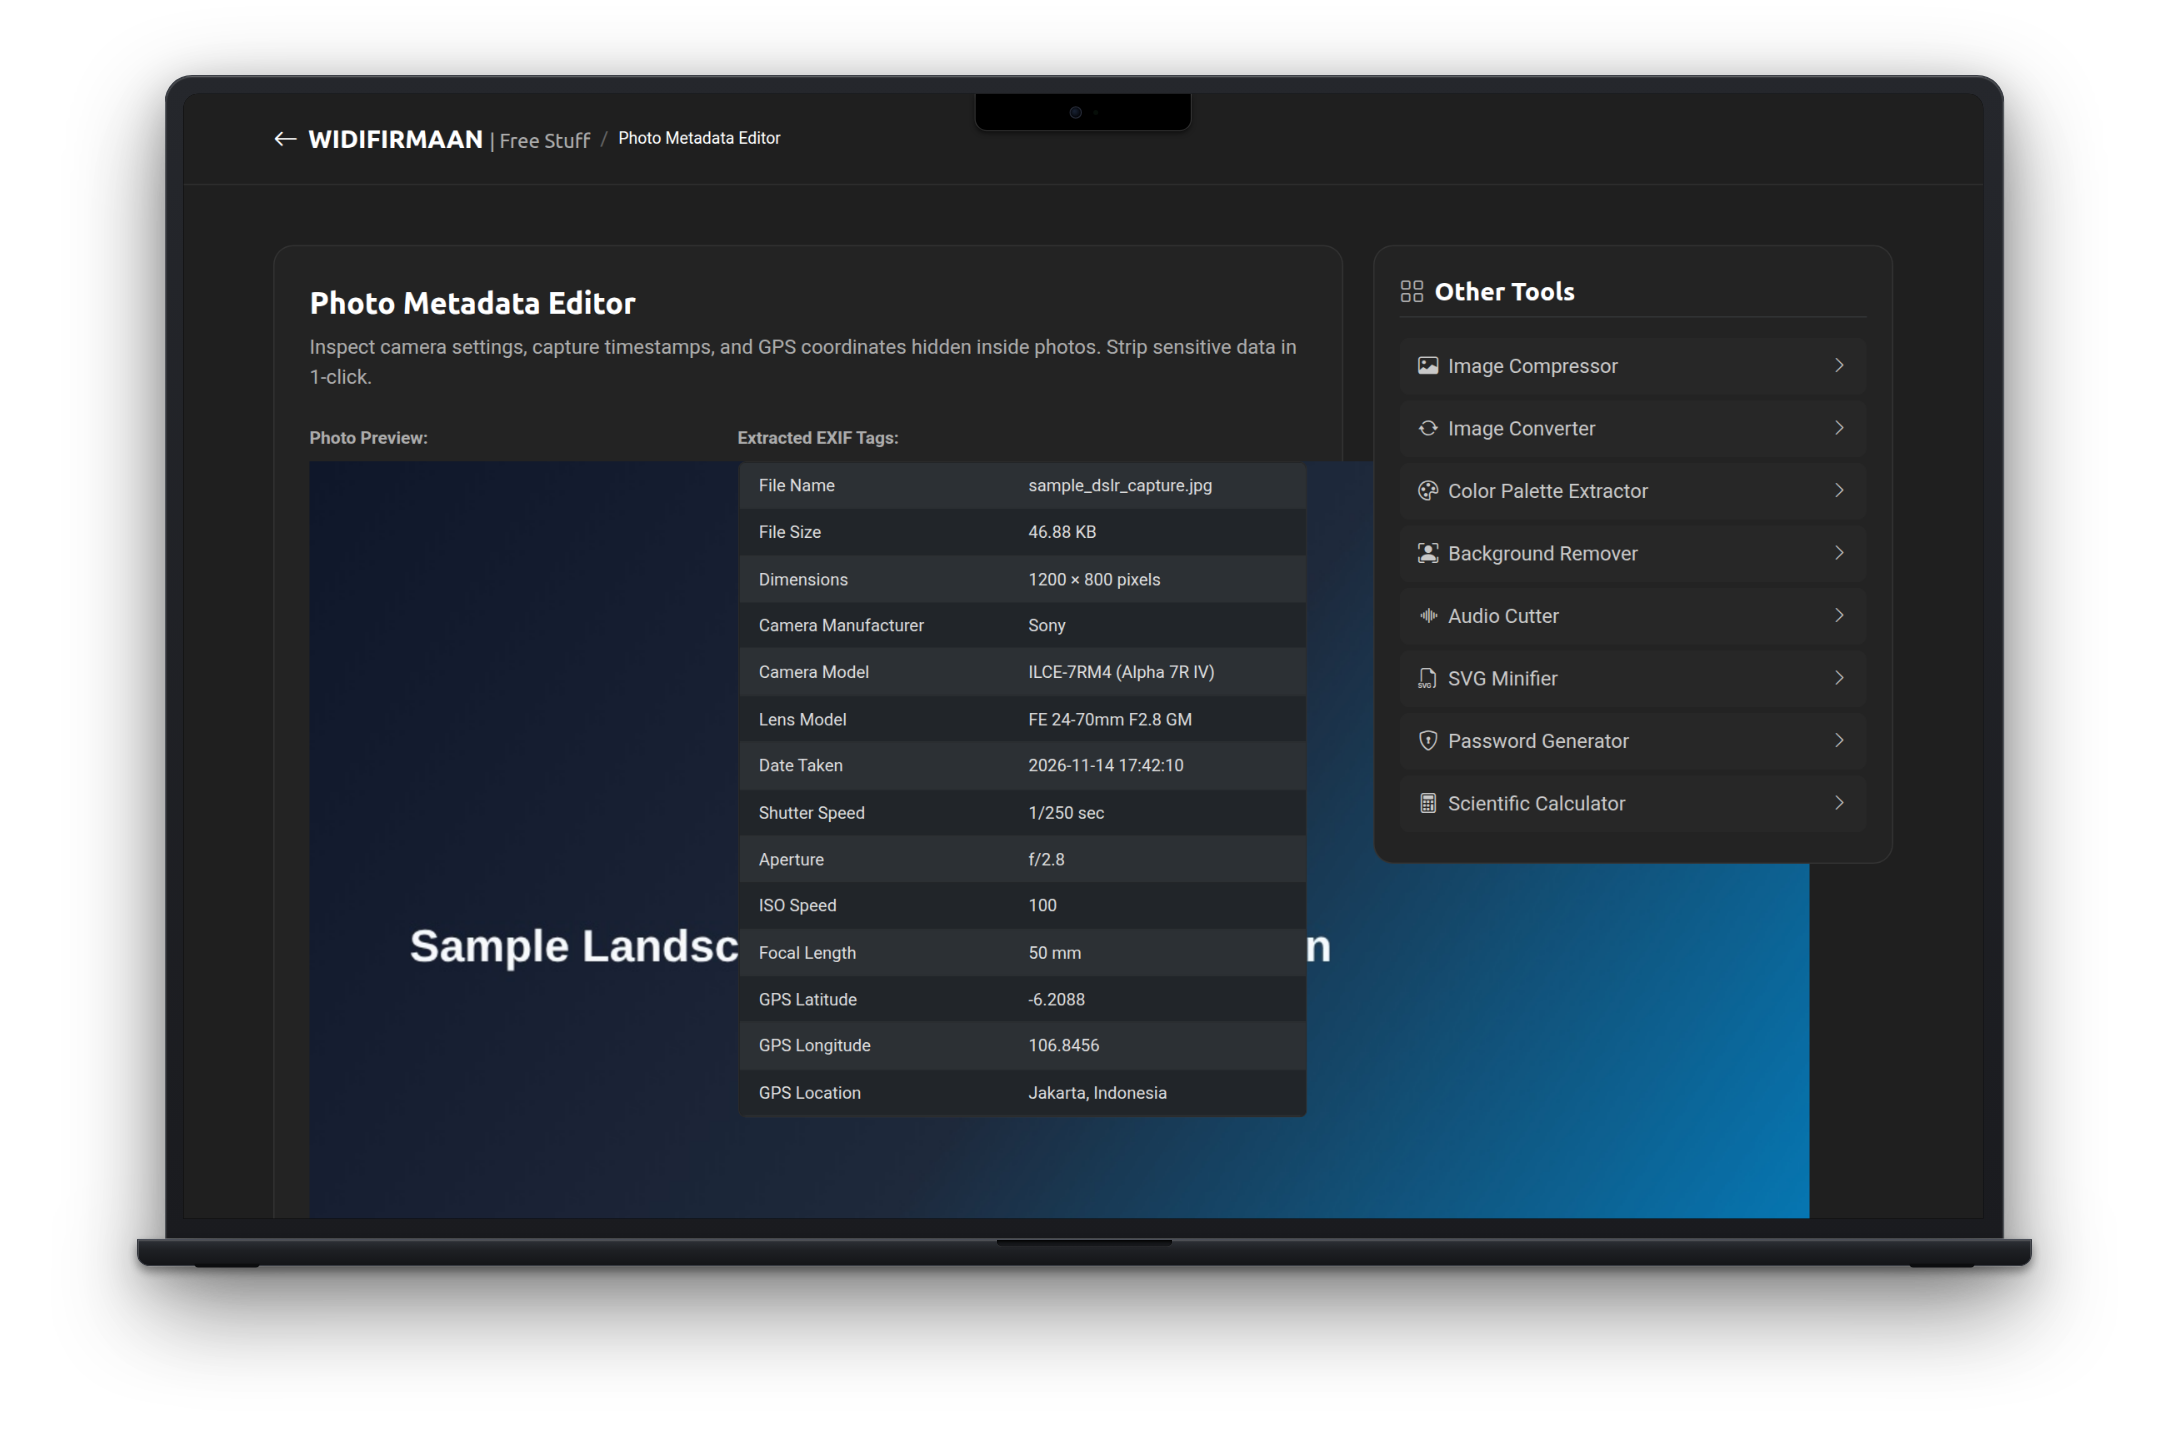 WIDIFIRMAAN | Free Stuff / Photo Metadata Editor
Photo Metadata Editor
Inspect camera settings, capture timestamps, and GPS coordinates hidden inside photos. Strip sensitive data in
1-click.
Photo Preview:
Sample Landsc
n
Extracted EXIF Tags:
File Name sample_dslr_capture.jpg
File Size 46.88 KB
Dimensions 1200 × 800 pixels
Camera Manufacturer Sony
Camera Model ILCE-7RM4 (Alpha 7R IV)
Lens Model FE 24-70mm F2.8 GM
Date Taken 2026-11-14 17:42:10
Shutter Speed 1/250 sec
Aperture f/2.8
ISO Speed 100
Focal Length 50 mm
GPS Latitude -6.2088
GPS Longitude 106.8456
GPS Location Jakarta, Indonesia
Other Tools
Image Compressor
Image Converter
Color Palette Extractor
Background Remover
Audio Cutter
SVG SVG Minifier
Password Generator
Scientific Calculator